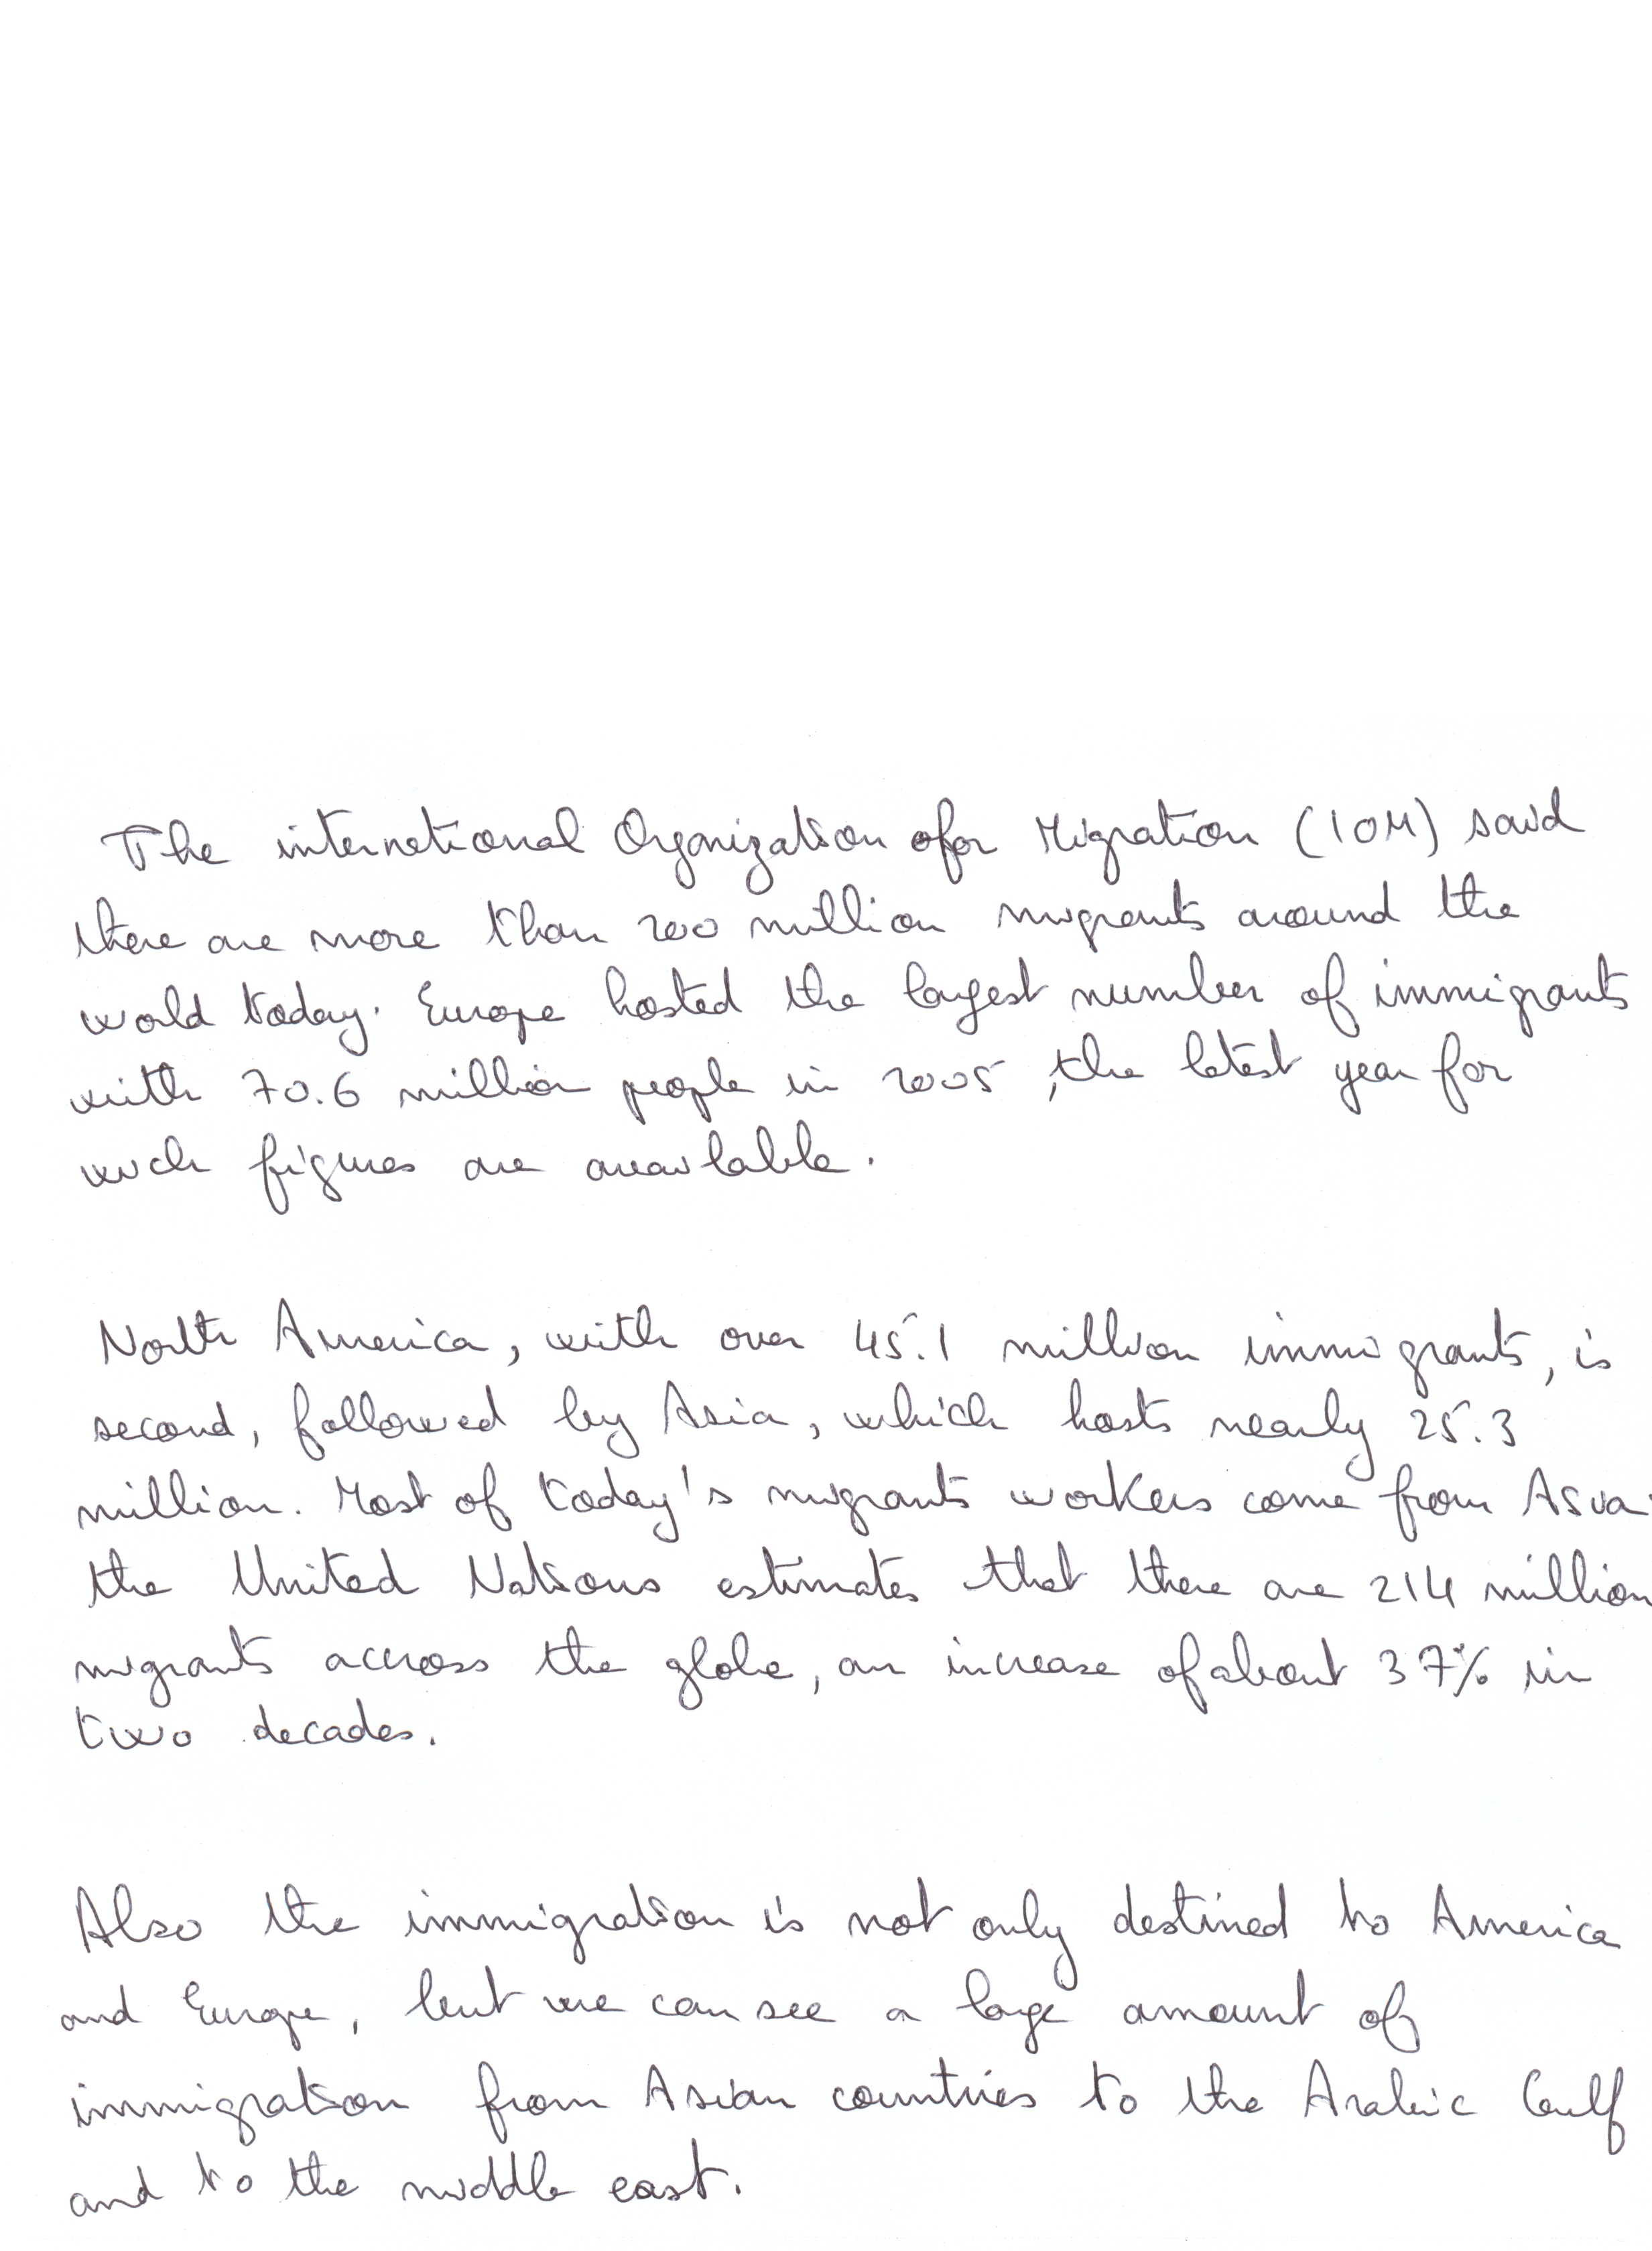 The international Organization ofor Migration (IOM) said
there are more than 200 million migrants around the
world today. Europe hosted the largest number of immigrants
with 70.6 million people in 2005, the latest year for
wich figures are available.
North America, with over 45.1 million immigrants, is
second, followed by Asia, which hosts nearly 25.3
million. Most of today's migrants workers come from Asia.
the United Nations estimates that there are 214 million
migrants accross the globe, an increase of about 37% in
two decades.
Also the immigration is not only destined to America
and Europe, but we can see a large amount of
immigration from Asian countries to the Arabic Gulf
and to the middle east.